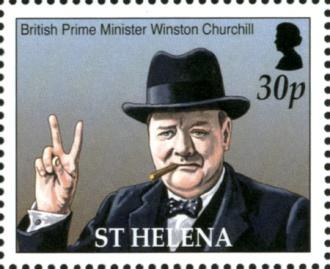 British Prime Minister Winston Churchill
30p
ST HELENA